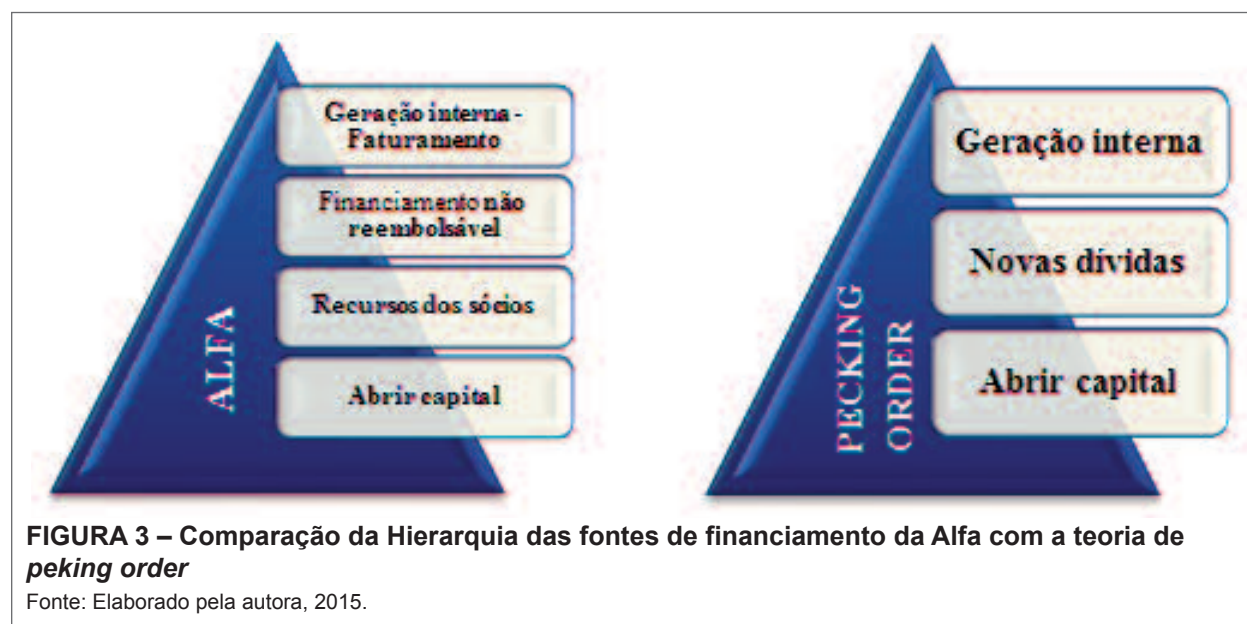 ALFA
Geração interna -
Faturamento
Financiamento não
reembolsável
Recursos dos sócios
Abrir capital
PECKING
ORDER
Geração interna
Novas dívidas
Abrir capital
FIGURA 3 – Comparação da Hierarquia das fontes de financiamento da Alfa com a teoria de
peking order
Fonte: Elaborado pela autora, 2015.